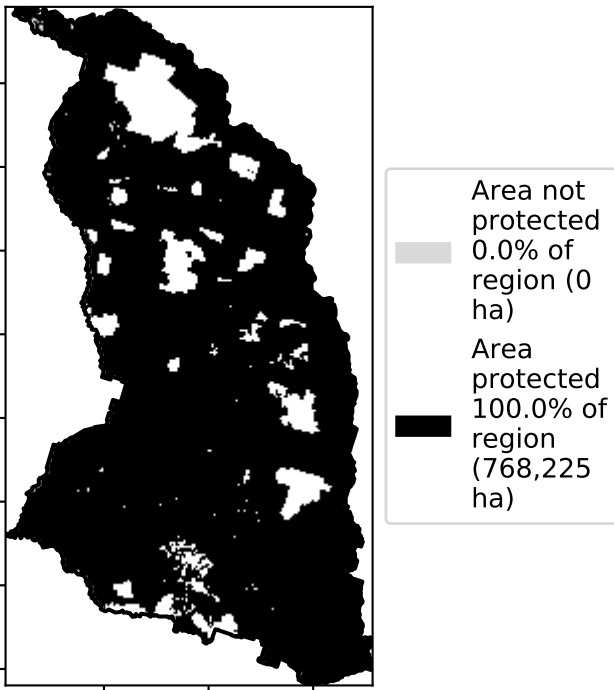 Area not
protected
0.0% of
region (0
ha)
Area
protected
100.0% of
region
(768,225
ha)